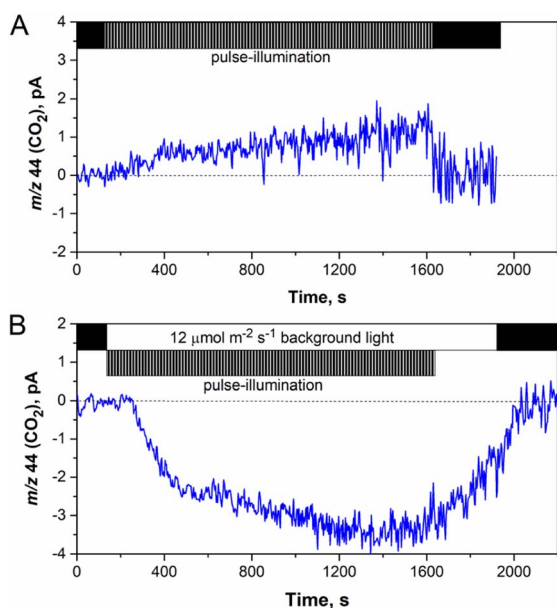 A
4
3
2
1
0
-1
-2
m/z 44 (CO₂), pA
pulse-illumination
0 400 800 1200 1600 2000
Time, s
B
2
1
0
-1
-2
-3
-4
m/z 44 (CO₂), pA
12 μmol m⁻² s⁻¹ background light
pulse-illumination
0 400 800 1200 1600 2000
Time, s